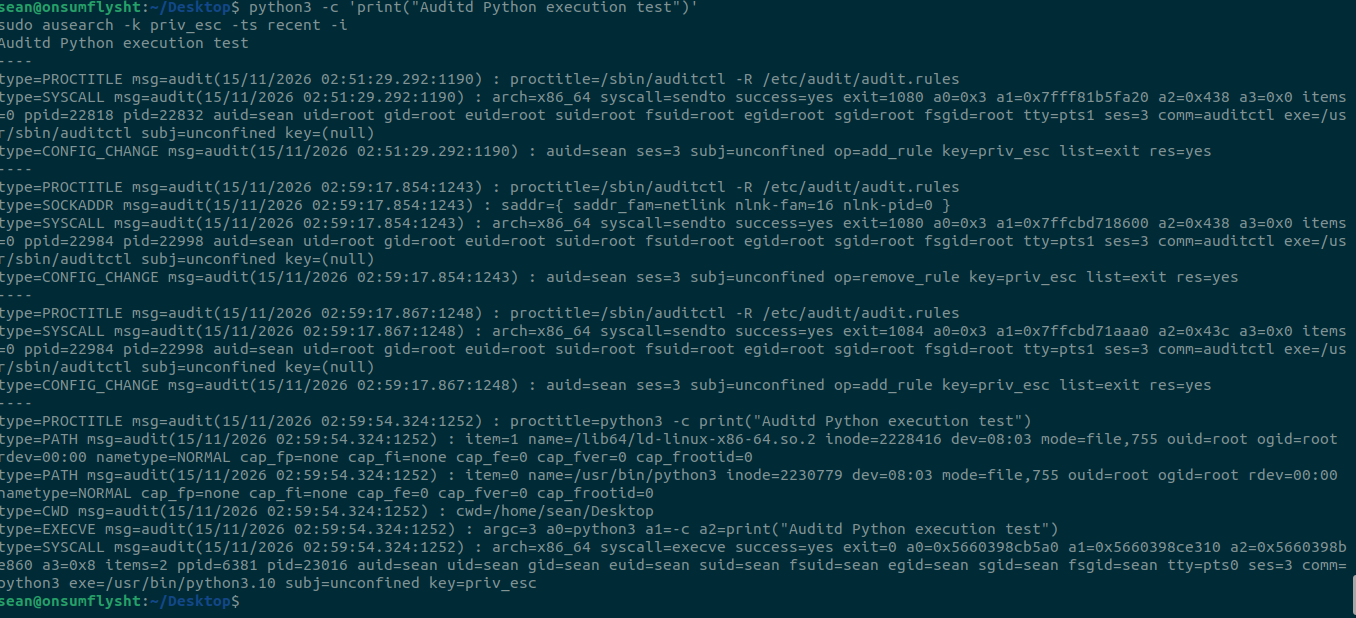 sean@onsumflysht:~/Desktop$ python3 -c 'print("Auditd Python execution test")'
sudo ausearch -k priv_esc -ts recent -i
Auditd Python execution test
----
type=PROCTITLE msg=audit(15/11/2026 02:51:29.292:1190) : proctitle=/sbin/auditctl -R /etc/audit/audit.rules
type=SYSCALL msg=audit(15/11/2026 02:51:29.292:1190) : arch=x86_64 syscall=sendto success=yes exit=1080 a0=0x3 a1=0x7fff81b5fa20 a2=0x438 a3=0x0 items
=0 ppid=22818 pid=22832 auid=sean uid=root gid=root euid=root suid=root fsuid=root egid=root sgid=root fsgid=root tty=pts1 ses=3 comm=auditctl exe=/us
r/sbin/auditctl subj=unconfined key=(null)
type=CONFIG_CHANGE msg=audit(15/11/2026 02:51:29.292:1190) : auid=sean ses=3 subj=unconfined op=add_rule key=priv_esc list=exit res=yes
----
type=PROCTITLE msg=audit(15/11/2026 02:59:17.854:1243) : proctitle=/sbin/auditctl -R /etc/audit/audit.rules
type=SOCKADDR msg=audit(15/11/2026 02:59:17.854:1243) : saddr={ saddr_fam=netlink nlnk-fam=16 nlnk-pid=0 }
type=SYSCALL msg=audit(15/11/2026 02:59:17.854:1243) : arch=x86_64 syscall=sendto success=yes exit=1080 a0=0x3 a1=0x7ffcbd718600 a2=0x438 a3=0x0 items
=0 ppid=22984 pid=22998 auid=sean uid=root gid=root euid=root suid=root fsuid=root egid=root sgid=root fsgid=root tty=pts1 ses=3 comm=auditctl exe=/us
r/sbin/auditctl subj=unconfined key=(null)
type=CONFIG_CHANGE msg=audit(15/11/2026 02:59:17.854:1243) : auid=sean ses=3 subj=unconfined op=remove_rule key=priv_esc list=exit res=yes
----
type=PROCTITLE msg=audit(15/11/2026 02:59:17.867:1248) : proctitle=/sbin/auditctl -R /etc/audit/audit.rules
type=SYSCALL msg=audit(15/11/2026 02:59:17.867:1248) : arch=x86_64 syscall=sendto success=yes exit=1084 a0=0x3 a1=0x7ffcbd71aaa0 a2=0x43c a3=0x0 items
=0 ppid=22984 pid=22998 auid=sean uid=root gid=root euid=root suid=root fsuid=root egid=root sgid=root fsgid=root tty=pts1 ses=3 comm=auditctl exe=/us
r/sbin/auditctl subj=unconfined key=(null)
type=CONFIG_CHANGE msg=audit(15/11/2026 02:59:17.867:1248) : auid=sean ses=3 subj=unconfined op=add_rule key=priv_esc list=exit res=yes
----
type=PROCTITLE msg=audit(15/11/2026 02:59:54.324:1252) : proctitle=python3 -c print("Auditd Python execution test")
type=PATH msg=audit(15/11/2026 02:59:54.324:1252) : item=1 name=/lib64/ld-linux-x86-64.so.2 inode=2228416 dev=08:03 mode=file,755 ouid=root ogid=root
rdev=00:00 nametype=NORMAL cap_fp=none cap_fi=none cap_fe=0 cap_fver=0 cap_frootid=0
type=PATH msg=audit(15/11/2026 02:59:54.324:1252) : item=0 name=/usr/bin/python3 inode=2230779 dev=08:03 mode=file,755 ouid=root ogid=root rdev=00:00
nametype=NORMAL cap_fp=none cap_fi=none cap_fe=0 cap_fver=0 cap_frootid=0
type=CWD msg=audit(15/11/2026 02:59:54.324:1252) : cwd=/home/sean/Desktop
type=EXECVE msg=audit(15/11/2026 02:59:54.324:1252) : argc=3 a0=python3 a1=-c a2=print("Auditd Python execution test")
type=SYSCALL msg=audit(15/11/2026 02:59:54.324:1252) : arch=x86_64 syscall=execve success=yes exit=0 a0=0x5660398cb5a0 a1=0x5660398ce310 a2=0x5660398b
e860 a3=0x8 items=2 ppid=6381 pid=23016 auid=sean uid=sean gid=sean euid=sean suid=sean fsuid=sean egid=sean sgid=sean fsgid=sean tty=pts0 ses=3 comm=
python3 exe=/usr/bin/python3.10 subj=unconfined key=priv_esc
sean@onsumflysht:~/Desktop$